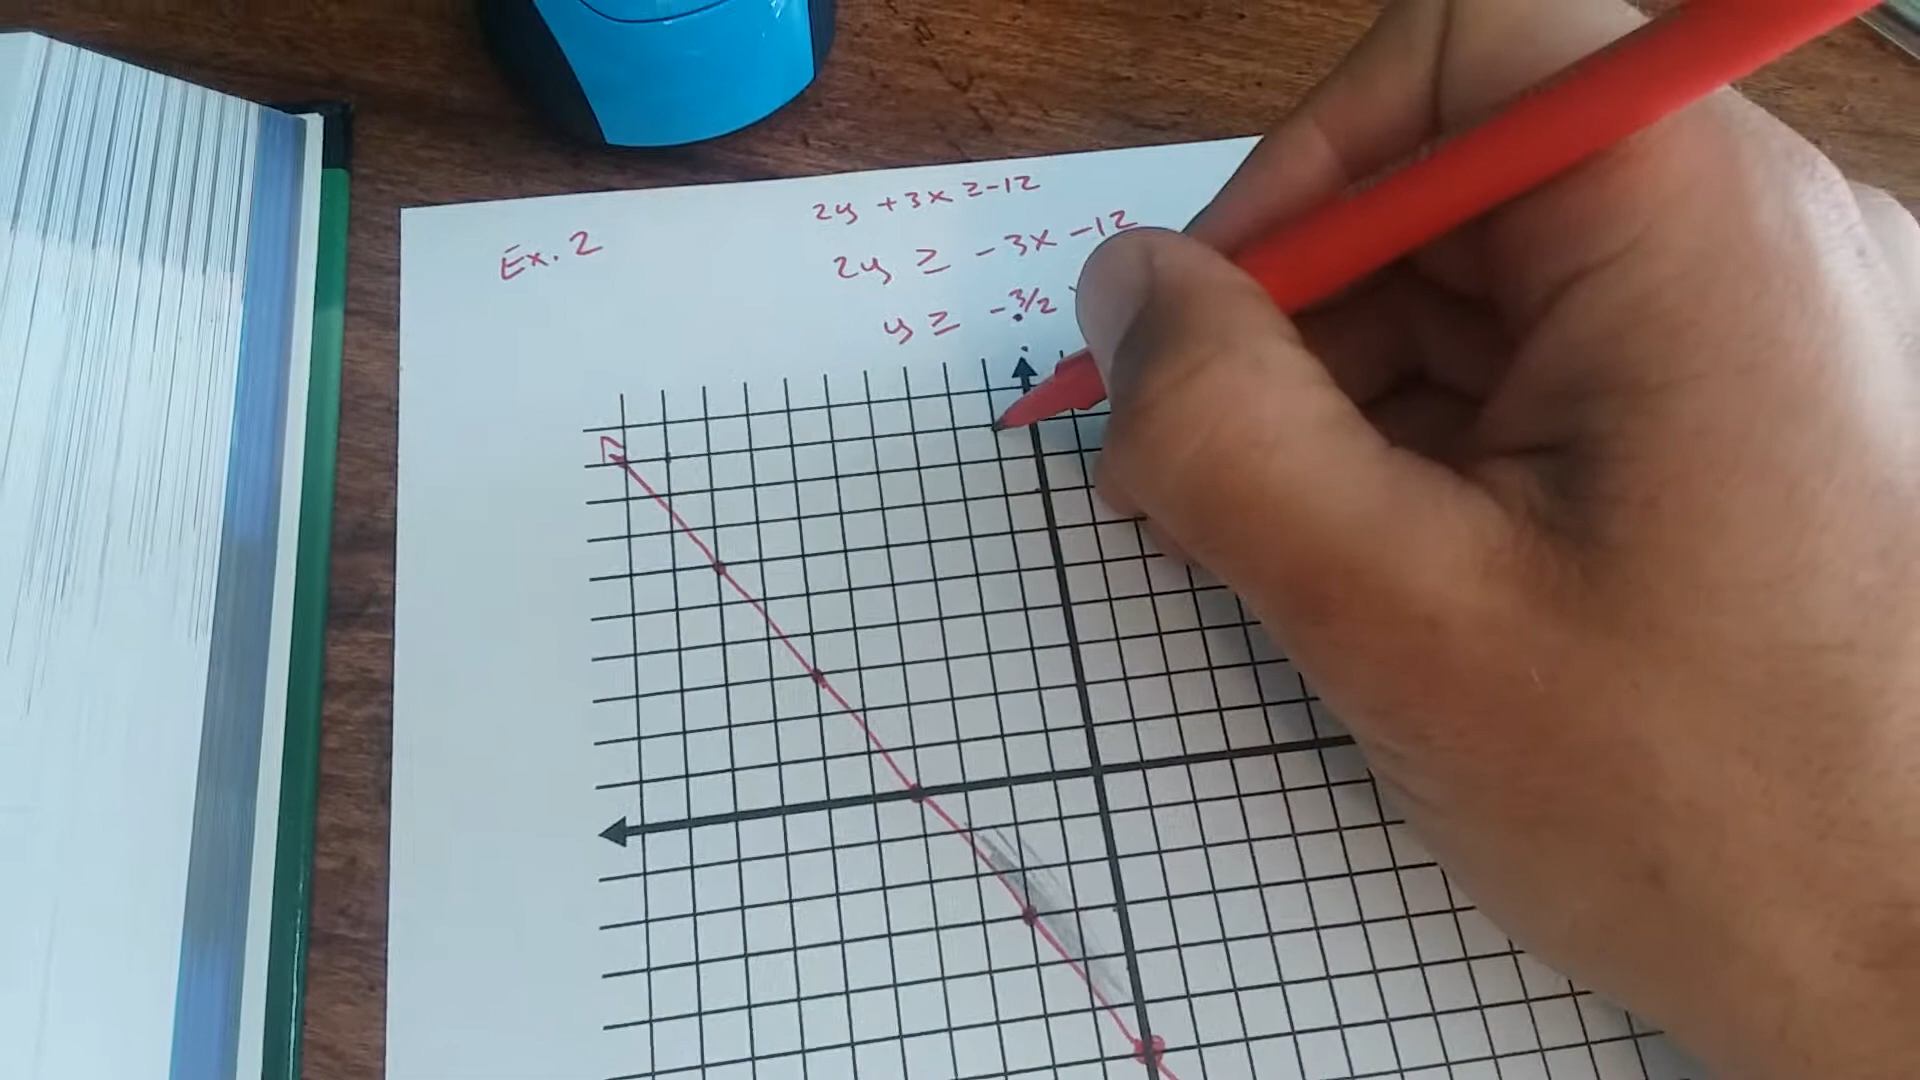 Ex. 2
2y + 3x ≥ -12
2y ≥ -3x -12
y ≥ -3/2